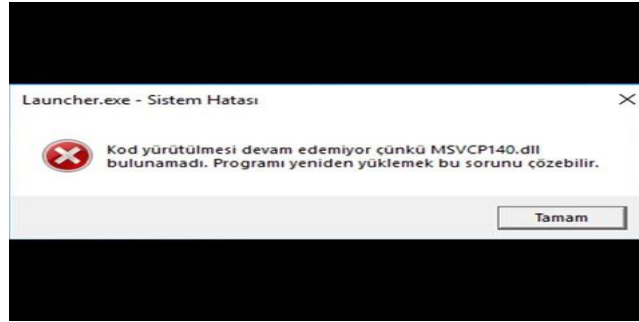 Launcher.exe - Sistem Hatası
Kod yürütülmesi devam edemiyor çünkü MSVCP140.dll
bulunamadı. Programı yeniden yüklemek bu sorunu çözebilir.
Tamam